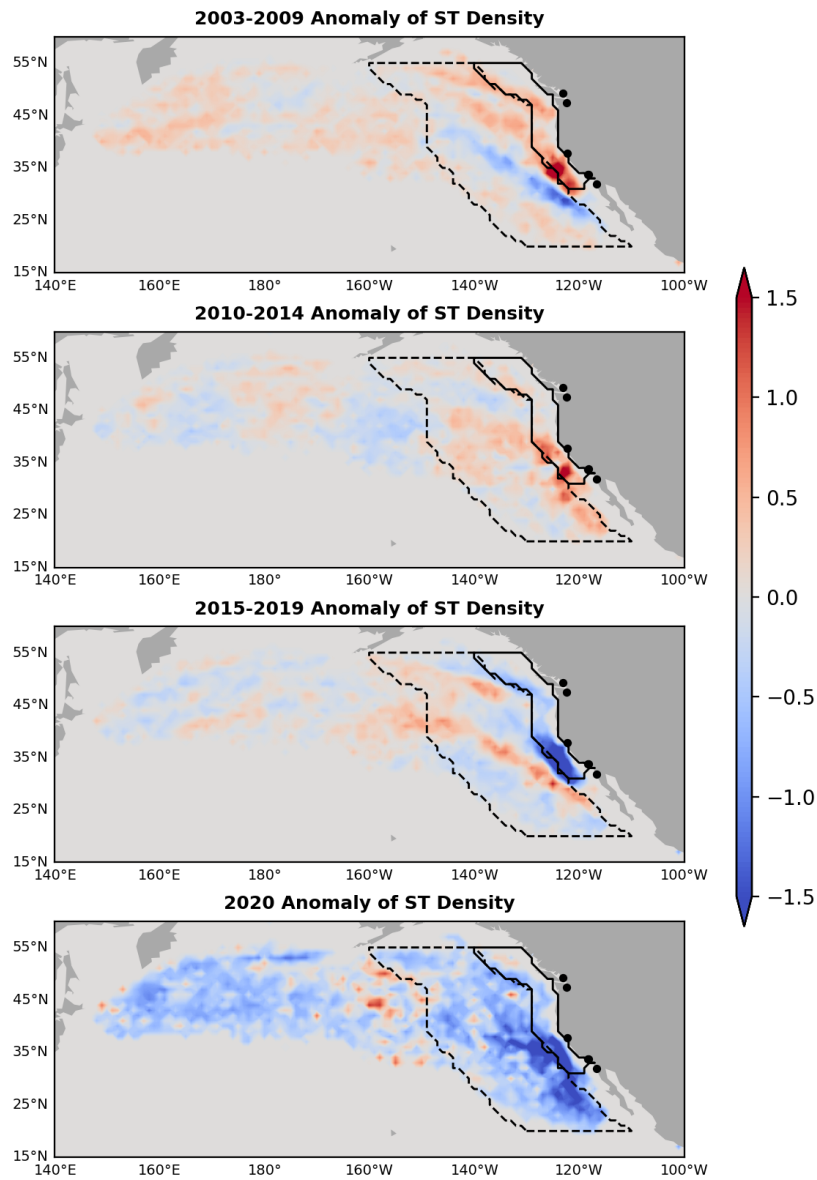 2003-2009 Anomaly of ST Density
55°N
45°N
35°N
25°N
15°N
140°E 160°E 180° 160°W 140°W 120°W 100°W
2010-2014 Anomaly of ST Density
55°N
45°N
35°N
25°N
15°N
140°E 160°E 180° 160°W 140°W 120°W 100°W
2015-2019 Anomaly of ST Density
55°N
45°N
35°N
25°N
15°N
140°E 160°E 180° 160°W 140°W 120°W 100°W
2020 Anomaly of ST Density
55°N
45°N
35°N
25°N
15°N
140°E 160°E 180° 160°W 140°W 120°W 100°W
1.5
1.0
0.5
0.0
−0.5
−1.0
−1.5